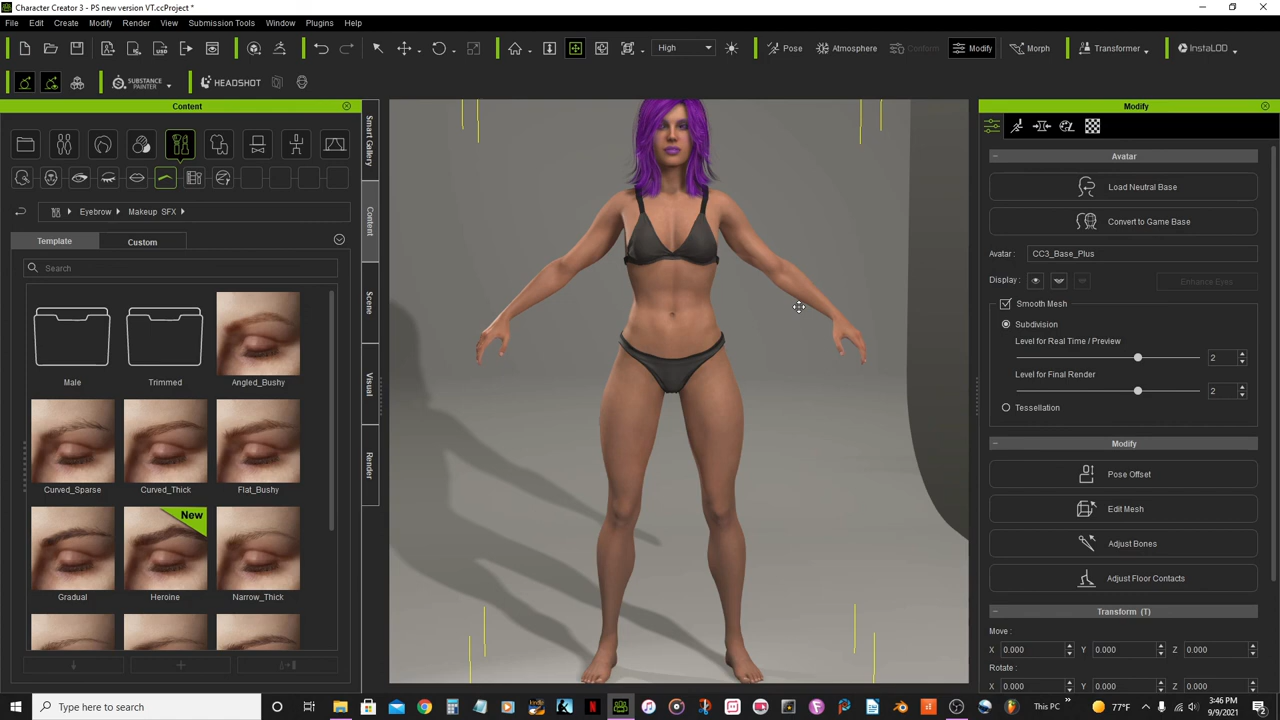 Character Creator 3 - PS new version VT.ccProject *
File Edit Create Modify Render View Submission Tools Window Plugins Help
High Pose Atmosphere Conform Modify Morph Transformer InstaLOD
SUBSTANCE PAINTER HEADSHOT
Content
Smart Gallery
Content
Scene
Visual
Render
Eyebrow Makeup SFX
Template Custom
Search
Male Trimmed Angled_Bushy
Curved_Sparse Curved_Thick Flat_Bushy
New
Gradual Heroine Narrow_Thick
Modify
Avatar
Load Neutral Base
Convert to Game Base
Avatar: CC3_Base_Plus
Display : Enhance Eyes
Smooth Mesh
Subdivision
Level for Real Time / Preview
2
Level for Final Render
2
Tessellation
Modify
Pose Offset
Edit Mesh
Adjust Bones
Adjust Floor Contacts
Transform (T)
Move :
X 0.000 Y 0.000 Z 0.000
Rotate :
X 0.000 Y 0.000 Z 0.000
Type here to search
This PC
77°F
3:46 PM
9/9/2021